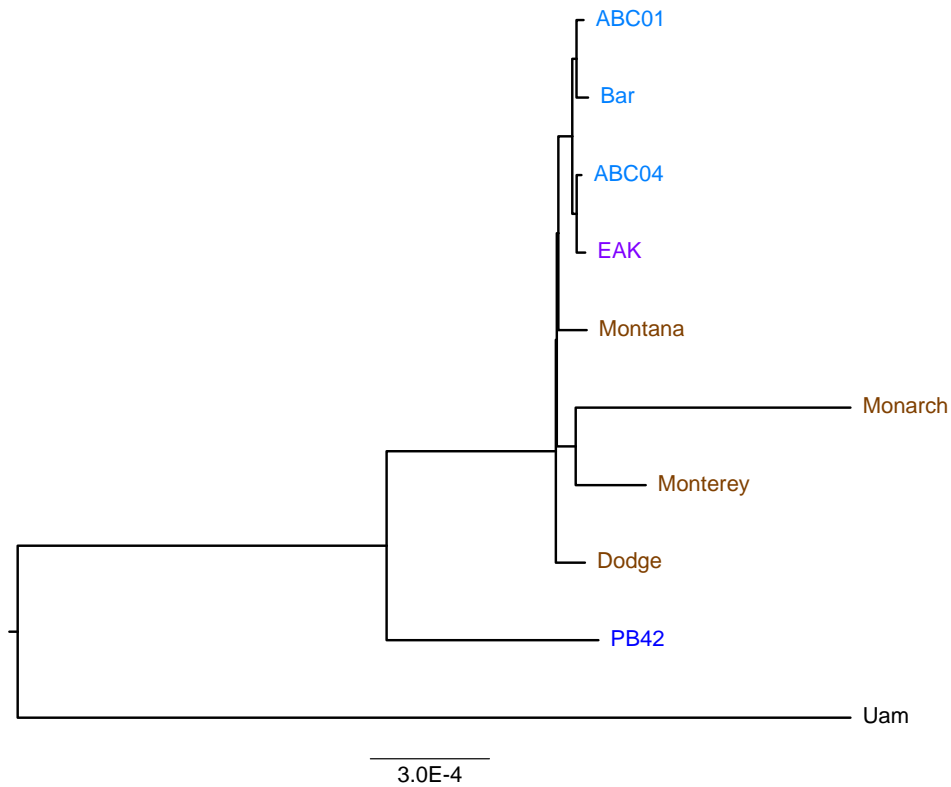 ABC01
Bar
ABC04
EAK
Montana
Monarch
Monterey
Dodge
PB42
Uam
3.0E-4